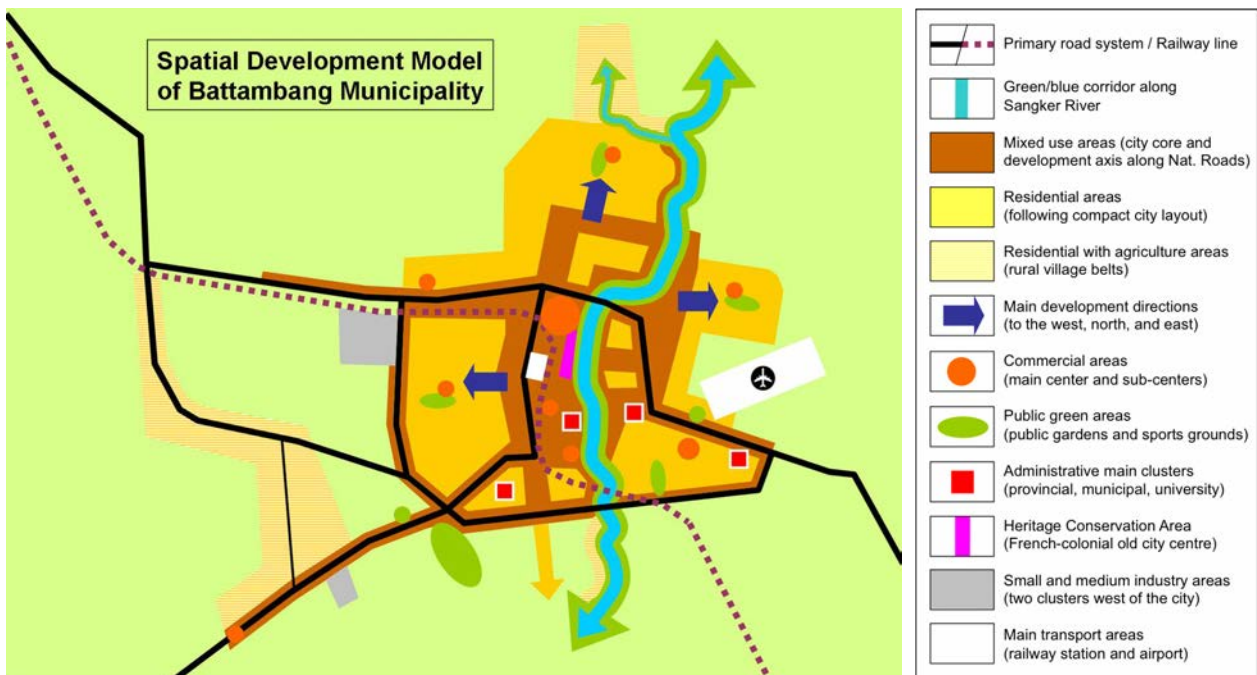 Spatial Development Model
of Battambang Municipality
Primary road system / Railway line
Green/blue corridor along
Sangker River
Mixed use areas (city core and
development axis along Nat. Roads)
Residential areas
(following compact city layout)
Residential with agriculture areas
(rural village belts)
Main development directions
(to the west, north, and east)
Commercial areas
(main center and sub-centers)
Public green areas
(public gardens and sports grounds)
Administrative main clusters
(provincial, municipal, university)
Heritage Conservation Area
(French-colonial old city centre)
Small and medium industry areas
(two clusters west of the city)
Main transport areas
(railway station and airport)